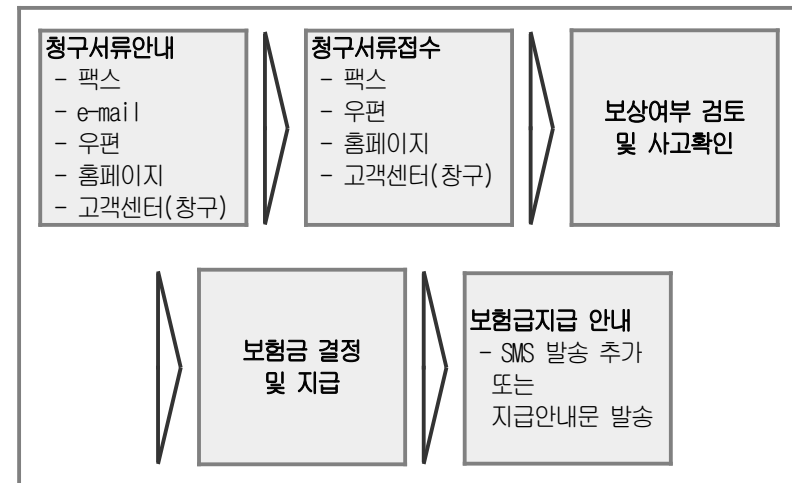 청구서류안내
- 팩스
- e-mail
- 우편
- 홈페이지
- 고객센터(창구)
청구서류접수
- 팩스
- 우편
- 홈페이지
- 고객센터(창구)
보상여부 검토
및 사고확인
보험금 결정
및 지급
보험급지급 안내
- SMS 발송 추가
또는
지급안내문 발송